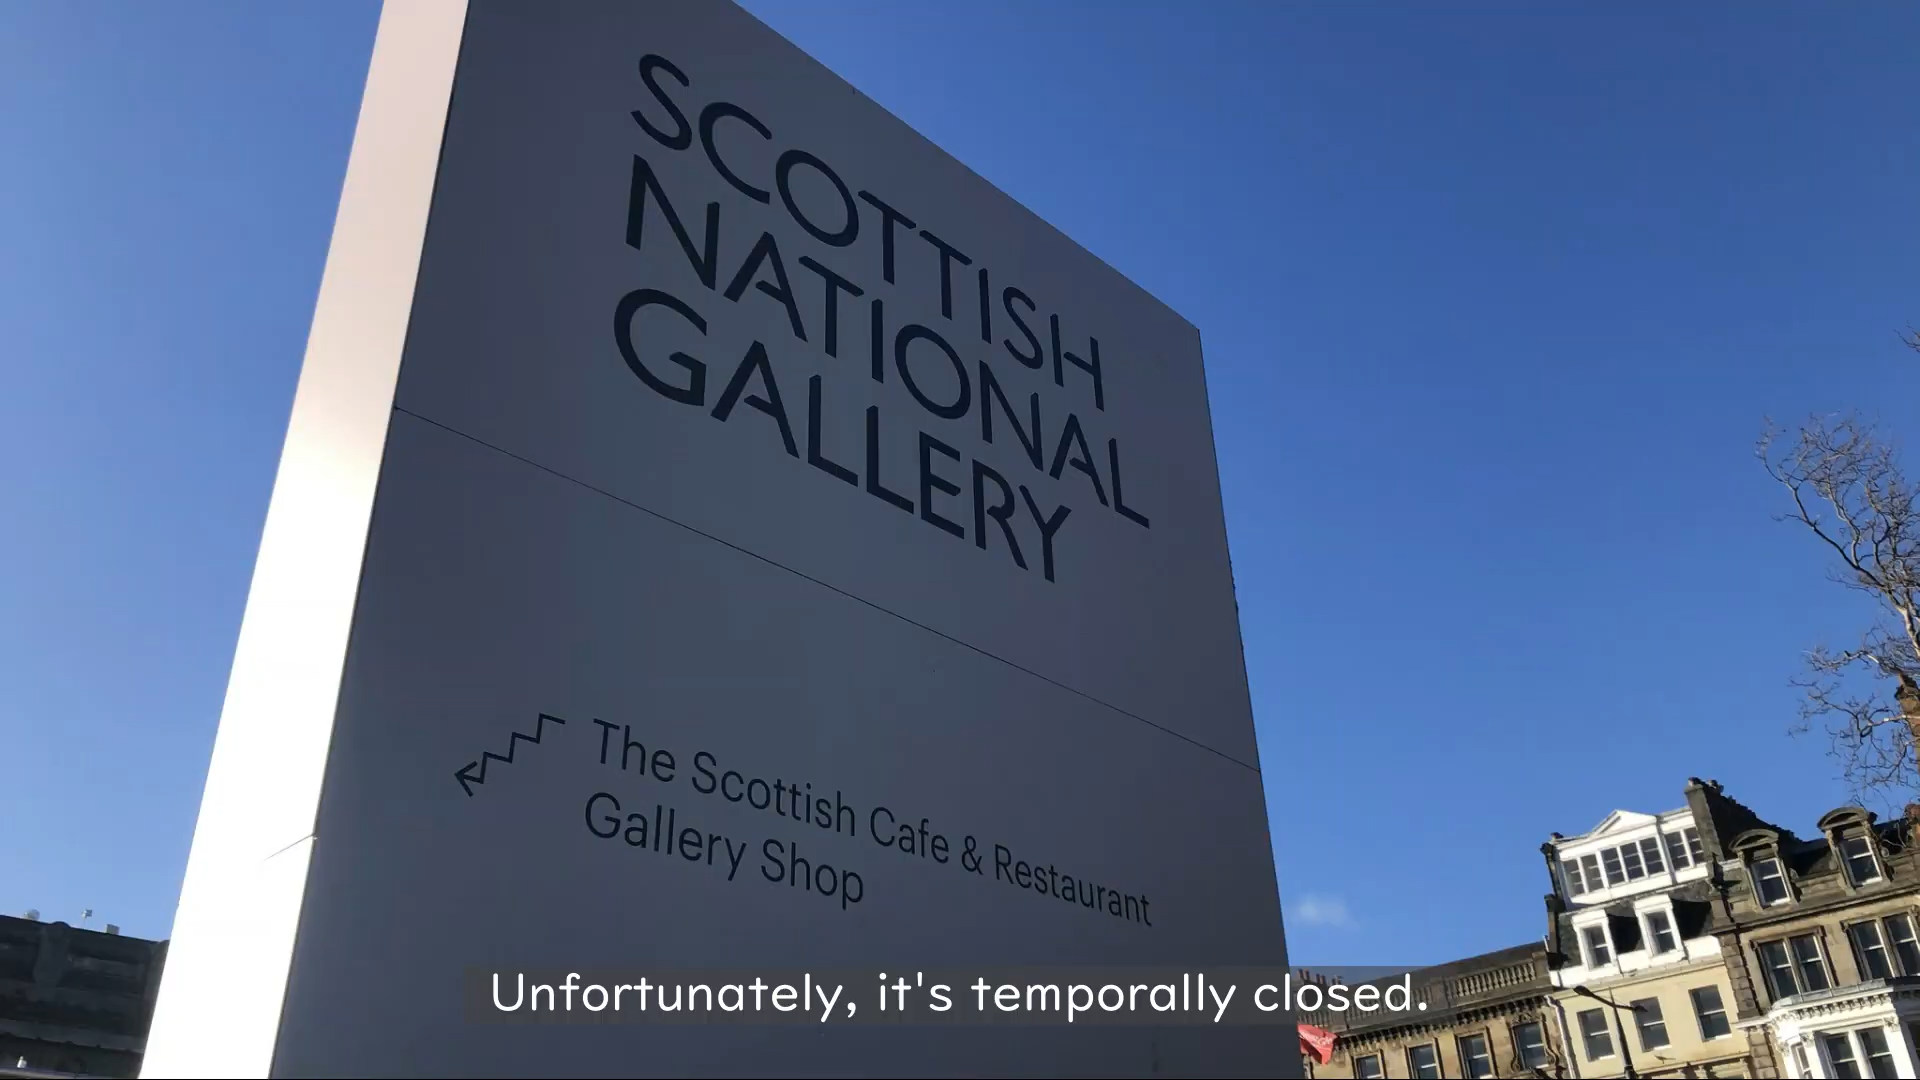 SCOTTISH
NATIONAL
GALLERY
The Scottish Cafe & Restaurant
Gallery Shop
Unfortunately, it's temporally closed.